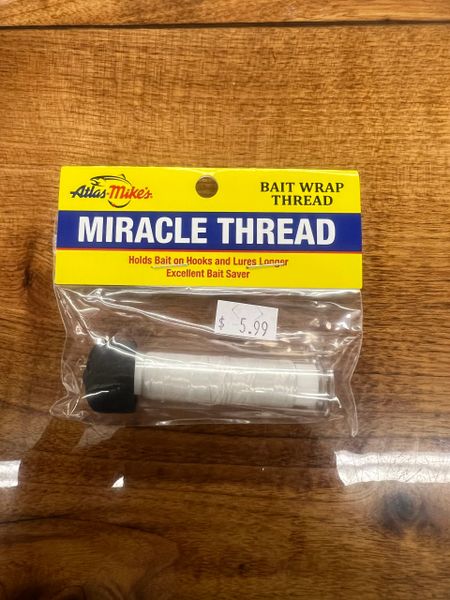 Atlas-Mike's
BAIT WRAP
THREAD
MIRACLE THREAD
Holds Bait on Hooks and Lures Longer
Excellent Bait Saver
$ 5.99